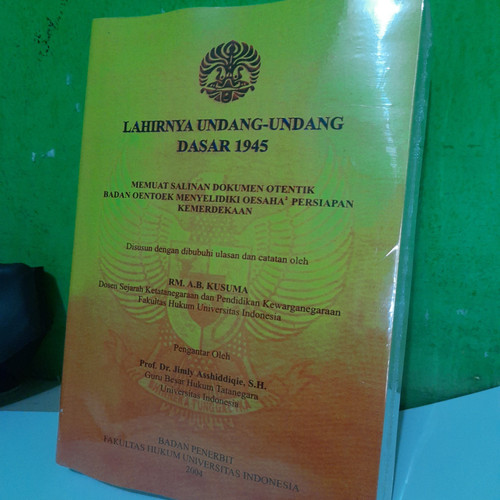 LAHIRNYA UNDANG-UNDANG
DASAR 1945
MEMUAT SALINAN DOKUMEN OTENTIK
BADAN OENTOEK MENYELIDIKI OESAHA² PERSIAPAN
KEMERDEKAAN
Disusun dengan dibubuhi ulasan dan catatan oleh
RM. A.B. KUSUMA
Dosen Sejarah Ketatanegaraan dan Pendidikan Kewarganegaraan
Fakultas Hukum Universitas Indonesia
Pengantar Oleh
Prof. Dr. Jimly Asshiddiqie, S.H.
Guru Besar Hukum Tatanegara
Universitas Indonesia
BADAN PENERBIT
FAKULTAS HUKUM UNIVERSITAS INDONESIA
2004